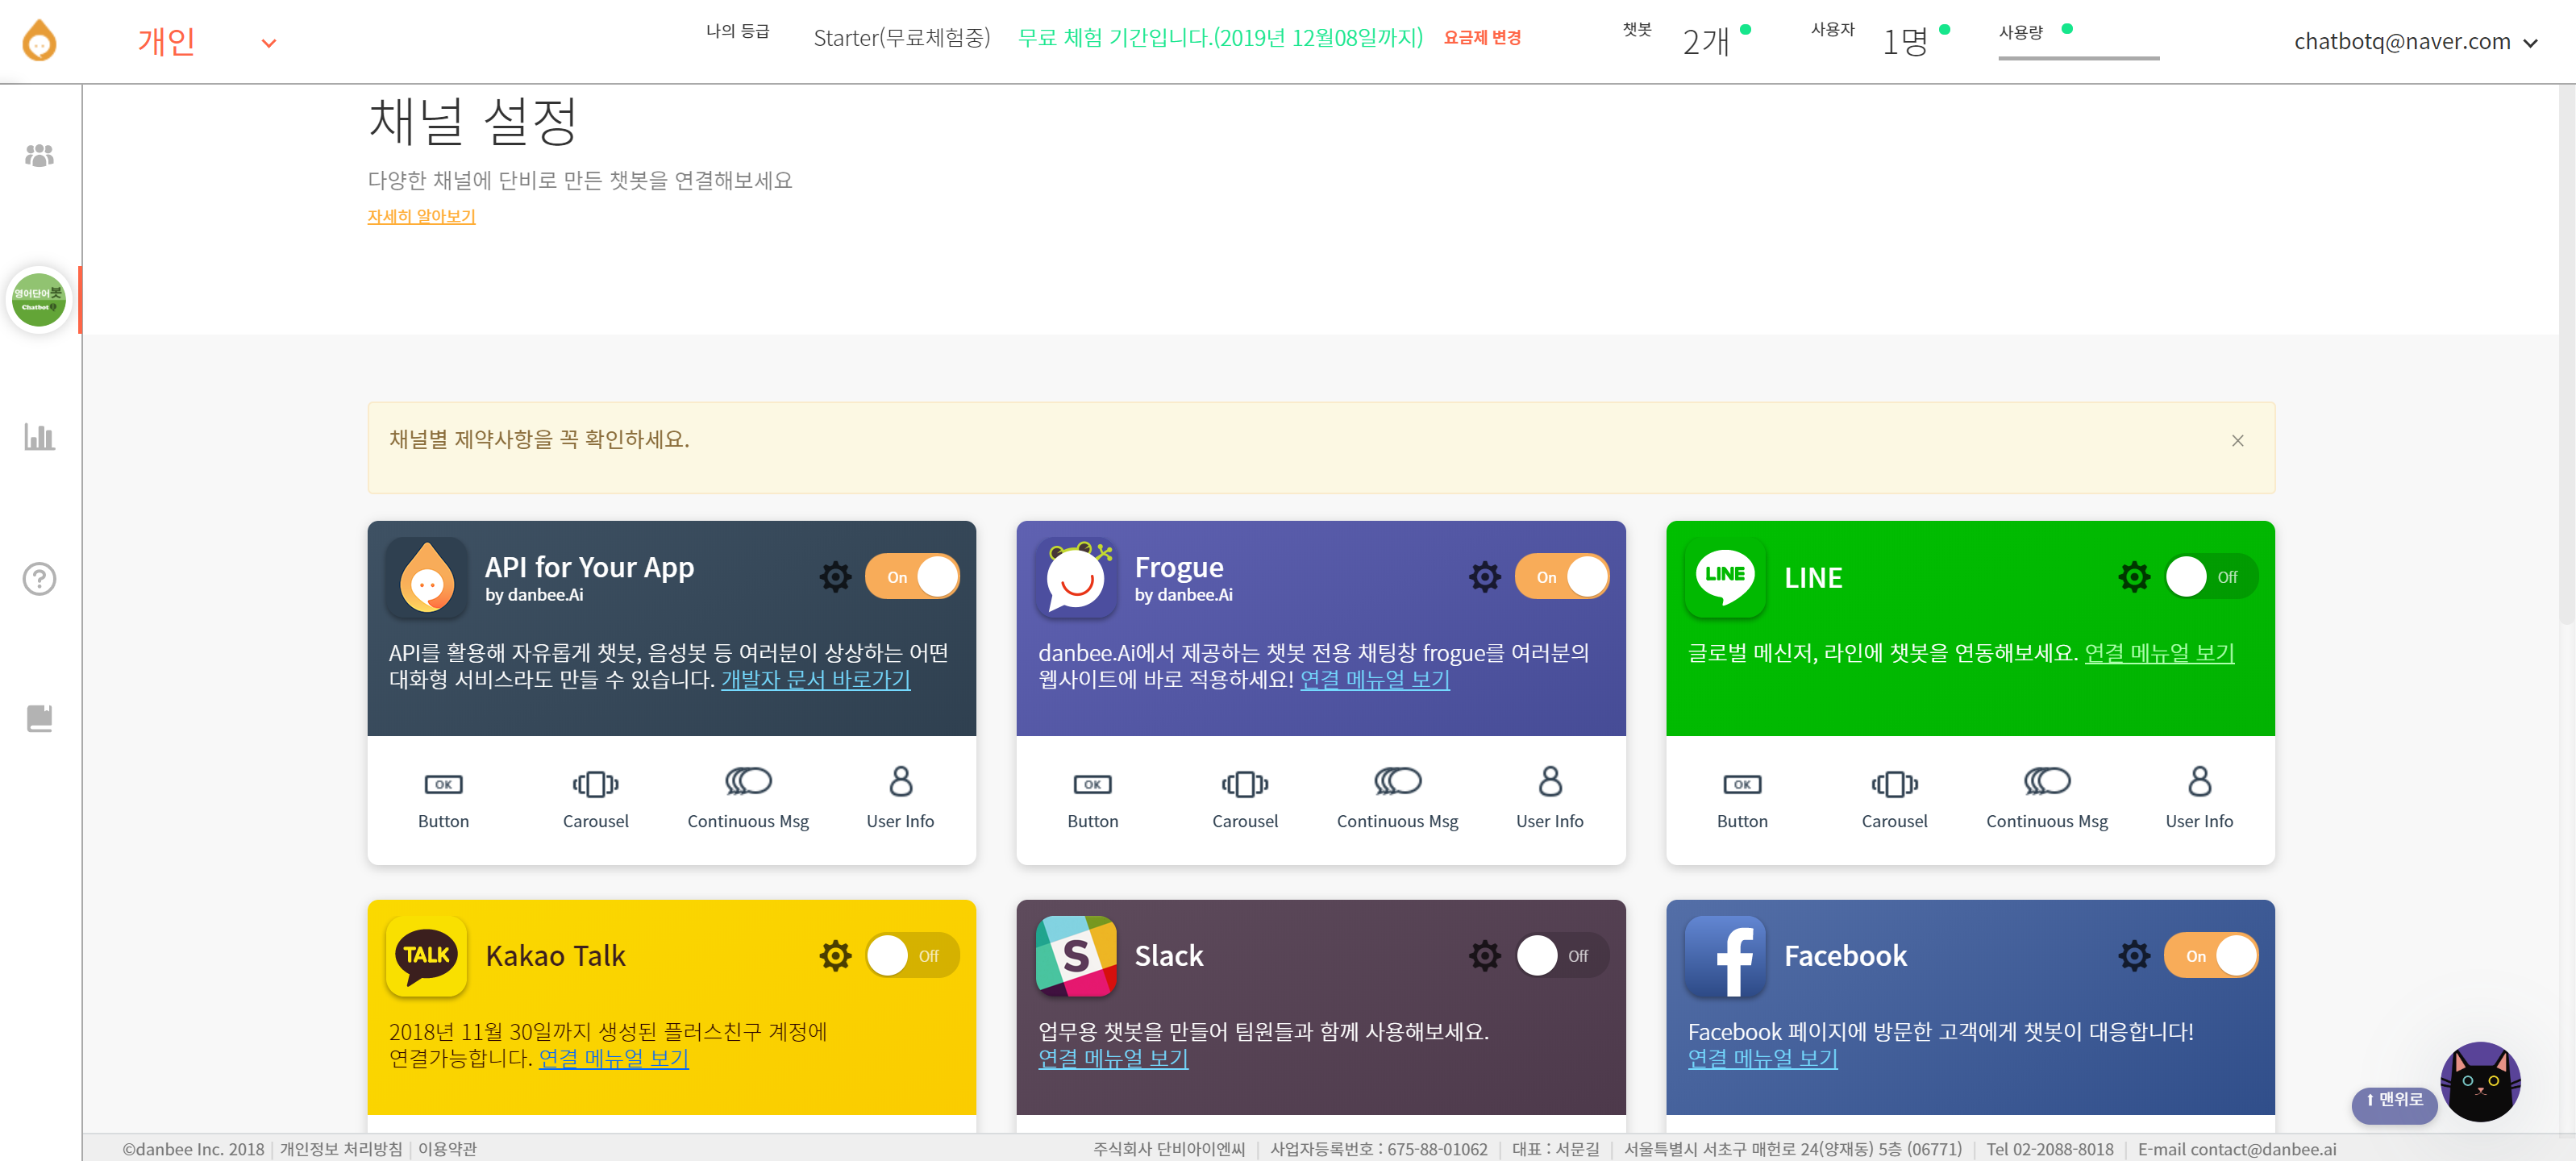 개인
나의 등급
Starter(무료체험중)
무료 체험 기간입니다.(2019년 12월08일까지)
요금제 변경
챗봇
2개
사용자
1명
사용량
chatbotq@naver.com
채널 설정
다양한 채널에 단비로 만든 챗봇을 연결해보세요
자세히 알아보기
영어단어봇
Chatbot Q
채널별 제약사항을 꼭 확인하세요.
×
API for Your App
by danbee.Ai
On
API를 활용해 자유롭게 챗봇, 음성봇 등 여러분이 상상하는 어떤
대화형 서비스라도 만들 수 있습니다. 개발자 문서 바로가기
OK
Button
Carousel
Continuous Msg
User Info
Frogue
by danbee.Ai
On
danbee.Ai에서 제공하는 챗봇 전용 채팅창 frogue를 여러분의
웹사이트에 바로 적용하세요! 연결 메뉴얼 보기
OK
Button
Carousel
Continuous Msg
User Info
LINE
LINE
Off
글로벌 메신저, 라인에 챗봇을 연동해보세요. 연결 메뉴얼 보기
OK
Button
Carousel
Continuous Msg
User Info
TALK
Kakao Talk
Off
2018년 11월 30일까지 생성된 플러스친구 계정에
연결가능합니다. 연결 메뉴얼 보기
S
Slack
Off
업무용 챗봇을 만들어 팀원들과 함께 사용해보세요.
연결 메뉴얼 보기
f
Facebook
On
Facebook 페이지에 방문한 고객에게 챗봇이 대응합니다!
연결 메뉴얼 보기
↑ 맨위로
©danbee Inc. 2018 | 개인정보 처리방침 | 이용약관
주식회사 단비아이엔씨 | 사업자등록번호 : 675-88-01062 | 대표 : 서문길 | 서울특별시 서초구 매헌로 24(양재동) 5층 (06771) | Tel 02-2088-8018 | E-mail contact@danbee.ai